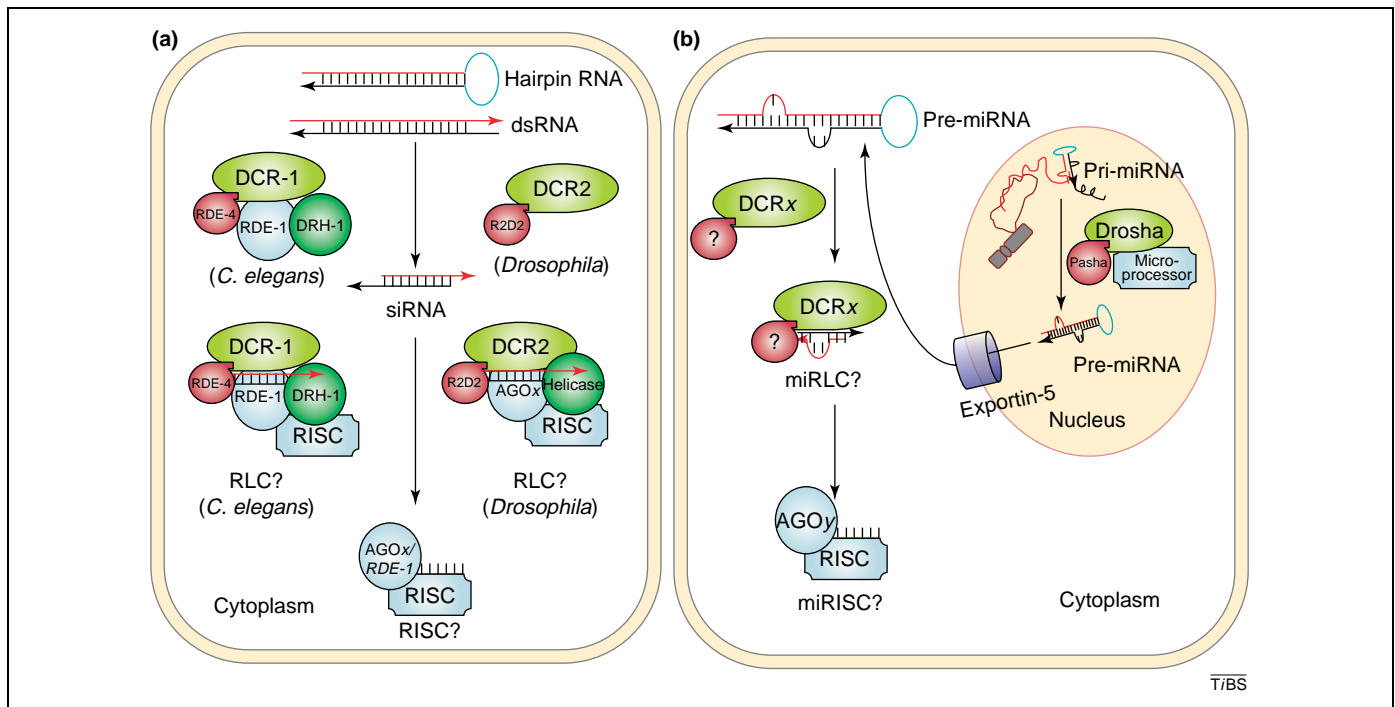 (a)
Hairpin RNA
dsRNA
DCR-1
RDE-4
RDE-1
DRH-1
(C. elegans)
DCR2
R2D2
(Drosophila)
siRNA
DCR-1
RDE-4
RDE-1
DRH-1
RISC
RLC?
(C. elegans)
DCR2
R2D2
AGOx
Helicase
RISC
RLC?
(Drosophila)
AGOx/
RDE-1
RISC
RISC?
Cytoplasm
(b)
Pre-miRNA
DCRx
?
DCRx
?
miRLC?
AGOy
RISC
miRISC?
Pri-miRNA
Drosha
Pasha
Micro-
processor
Pre-miRNA
Exportin-5
Nucleus
Cytoplasm
TiBS